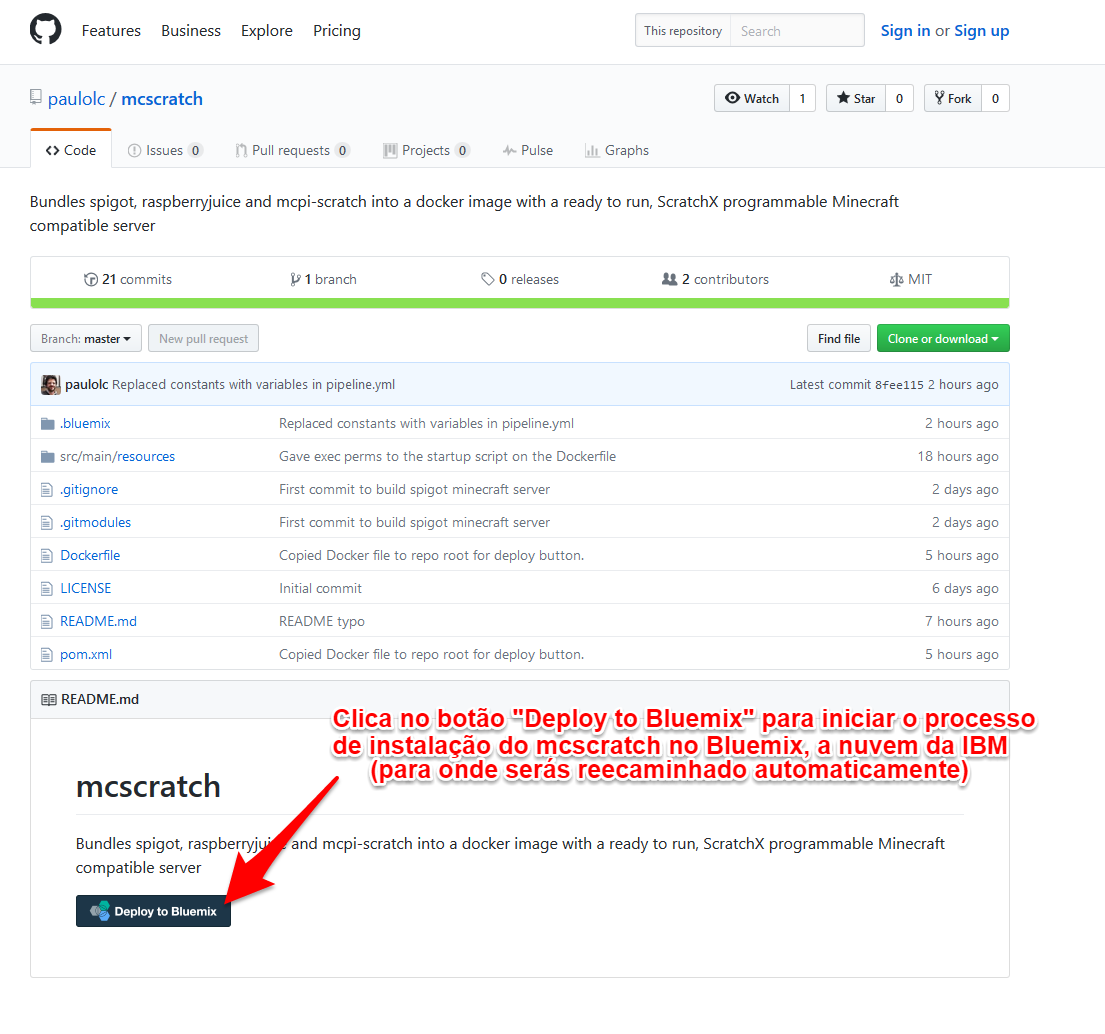 Features Business Explore Pricing This repository Search Sign in or Sign up
paulolc / mcscratch Watch 1 Star 0 Fork 0
Code Issues 0 Pull requests 0 Projects 0 Pulse Graphs
Bundles spigot, raspberryjuice and mcpi-scratch into a docker image with a ready to run, ScratchX programmable Minecraft
compatible server
21 commits 1 branch 0 releases 2 contributors MIT
Branch: master New pull request Find file Clone or download
paulolc Replaced constants with variables in pipeline.yml Latest commit 8fee115 2 hours ago
.bluemix Replaced constants with variables in pipeline.yml 2 hours ago
src/main/resources Gave exec perms to the startup script on the Dockerfile 18 hours ago
.gitignore First commit to build spigot minecraft server 2 days ago
.gitmodules First commit to build spigot minecraft server 2 days ago
Dockerfile Copied Docker file to repo root for deploy button. 5 hours ago
LICENSE Initial commit 6 days ago
README.md README typo 7 hours ago
pom.xml Copied Docker file to repo root for deploy button. 5 hours ago
README.md
Clica no botão "Deploy to Bluemix" para iniciar o processo
de instalação do mcscratch no Bluemix, a nuvem da IBM
(para onde serás reecaminhado automaticamente)
mcscratch
Bundles spigot, raspberryjuice and mcpi-scratch into a docker image with a ready to run, ScratchX programmable Minecraft
compatible server
Deploy to Bluemix